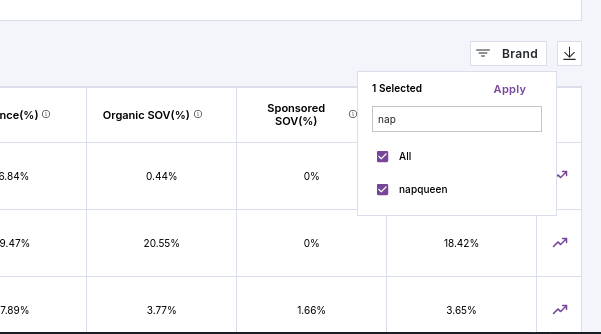 Brand
1 Selected Apply
nap
All
napqueen
nce(%) Organic SOV(%) Sponsored
SOV(%)
6.84% 0.44% 0%
9.47% 20.55% 0% 18.42%
7.89% 3.77% 1.66% 3.65%